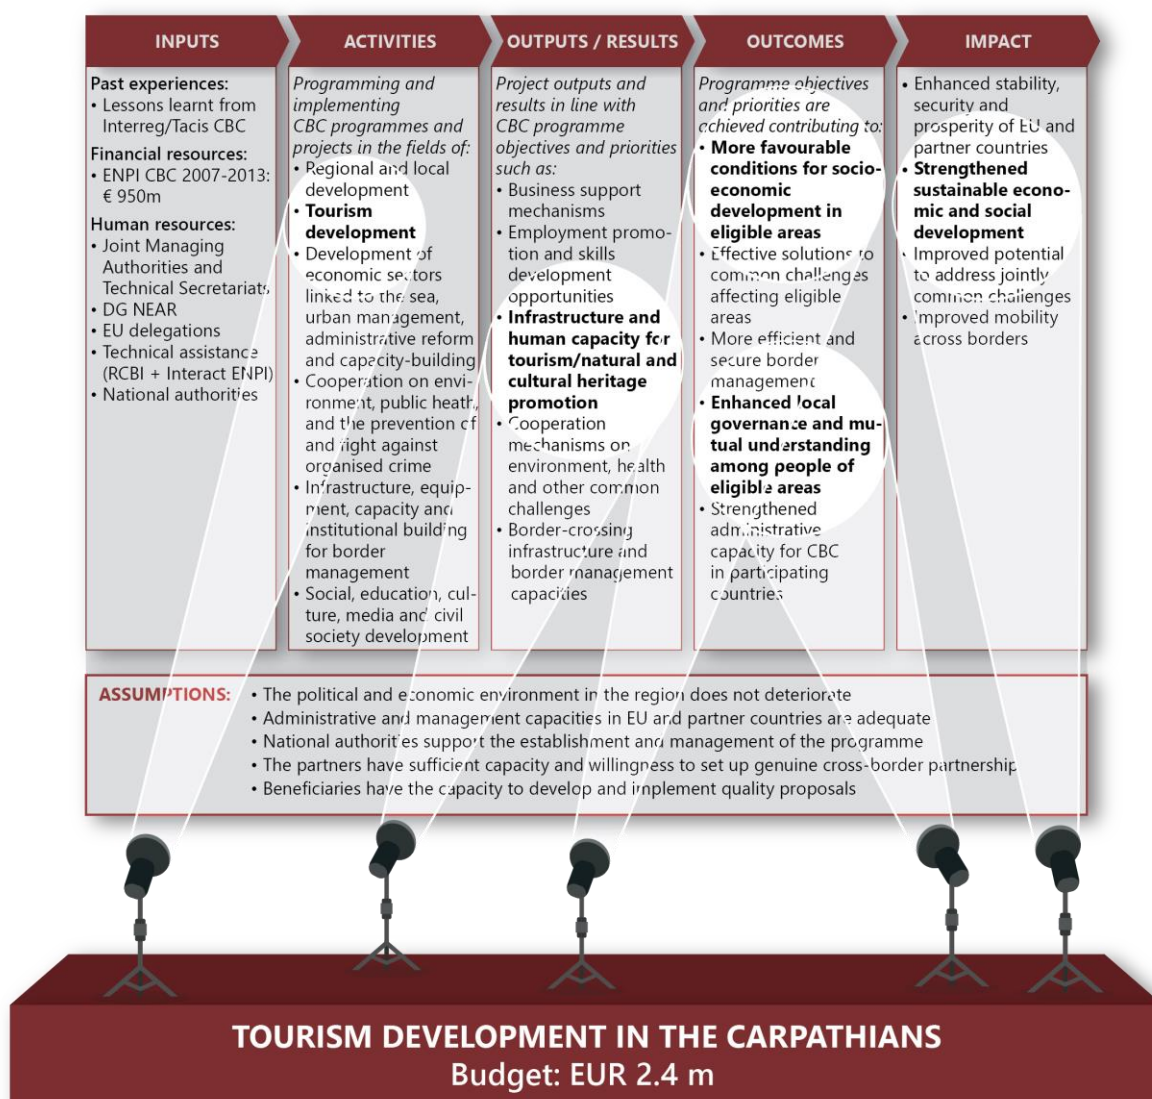 INPUTS
Past experiences:
• Lessons learnt from
Interreg/Tacis CBC
Financial resources:
• ENPI CBC 2007-2013:
€ 950m
Human resources:
• Joint Managing
Authorities and
Technical Secretariats
• DG NEAR
• EU delegations
• Technical assistance
(RCBI + Interact ENPI)
• National authorities
ACTIVITIES
Programming and
implementing
CBC programmes and
projects in the fields of:
• Regional and local
development
• Tourism
development
• Development of
economic sectors
linked to the sea,
urban management,
administrative reform
and capacity-building
• Cooperation on envi-
ronment, public heath,
and the prevention of
and fight against
organised crime
• Infrastructure, equip-
ment, capacity and
institutional building
for border
management
• Social, education, cul-
ture, media and civil
society development
OUTPUTS / RESULTS
Project outputs and
results in line with
CBC programme
objectives and priorities
such as:
• Business support
mechanisms
• Employment promo-
tion and skills
development
opportunities
• Infrastructure and
human capacity for
tourism/natural and
cultural heritage
promotion
• Cooperation
mechanisms on
environment, health
and other common
challenges
• Border-crossing
infrastructure and
border management
capacities
OUTCOMES
Programme objectives
and priorities are
achieved contributing to:
• More favourable
conditions for socio-
economic
development in
eligible areas
• Effective solutions to
common challenges
affecting eligible
areas
• More efficient and
secure border
management
• Enhanced local
governance and mu-
tual understanding
among people of
eligible areas
• Strengthened
administrative
capacity for CBC
in participating
countries
IMPACT
• Enhanced stability,
security and
prosperity of EU and
partner countries
• Strengthened
sustainable econo-
mic and social
development
• Improved potential
to address jointly
common challenges
• Improved mobility
across borders
ASSUMPTIONS:
• The political and economic environment in the region does not deteriorate
• Administrative and management capacities in EU and partner countries are adequate
• National authorities support the establishment and management of the programme
• The partners have sufficient capacity and willingness to set up genuine cross-border partnership
• Beneficiaries have the capacity to develop and implement quality proposals
TOURISM DEVELOPMENT IN THE CARPATHIANS
Budget: EUR 2.4 m